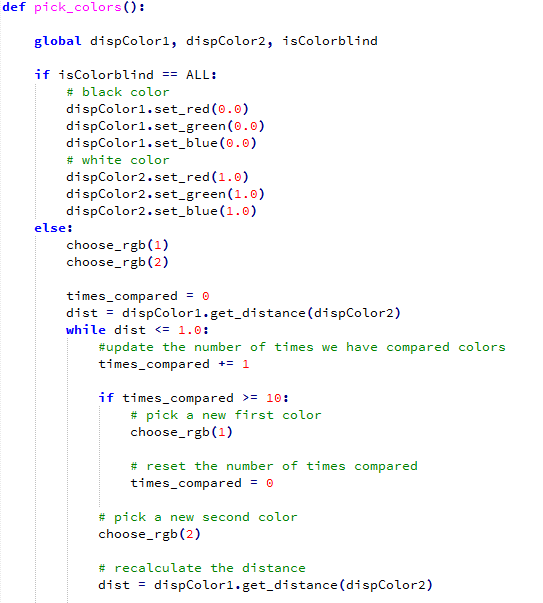 def pick_colors():
global dispColor1, dispColor2, isColorblind
if isColorblind == ALL:
# black color
dispColor1.set_red(0.0)
dispColor1.set_green(0.0)
dispColor1.set_blue(0.0)
# white color
dispColor2.set_red(1.0)
dispColor2.set_green(1.0)
dispColor2.set_blue(1.0)
else:
choose_rgb(1)
choose_rgb(2)
times_compared = 0
dist = dispColor1.get_distance(dispColor2)
while dist <= 1.0:
#update the number of times we have compared colors
times_compared += 1
if times_compared >= 10:
# pick a new first color
choose_rgb(1)
# reset the number of times compared
times_compared = 0
# pick a new second color
choose_rgb(2)
# recalculate the distance
dist = dispColor1.get_distance(dispColor2)